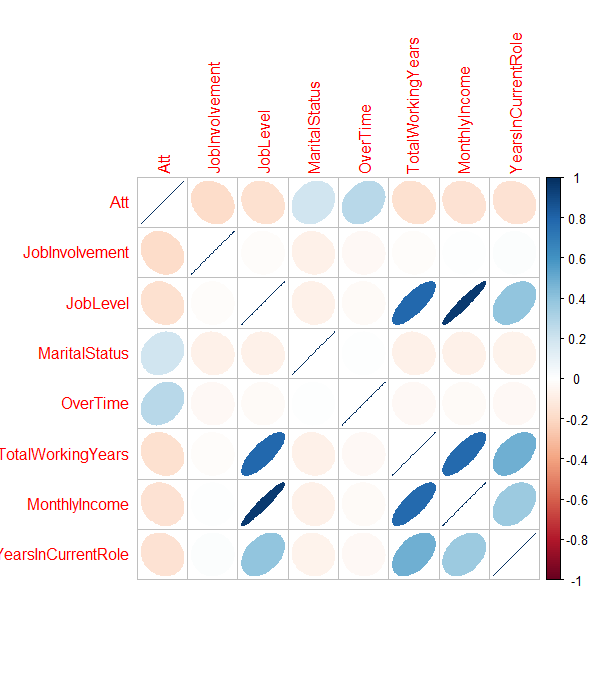 Att
JobInvolvement
JobLevel
MaritalStatus
OverTime
TotalWorkingYears
MonthlyIncome
YearsInCurrentRole
Att
JobInvolvement
JobLevel
MaritalStatus
OverTime
TotalWorkingYears
MonthlyIncome
YearsInCurrentRole
1
0.8
0.6
0.4
0.2
0
-0.2
-0.4
-0.6
-0.8
-1